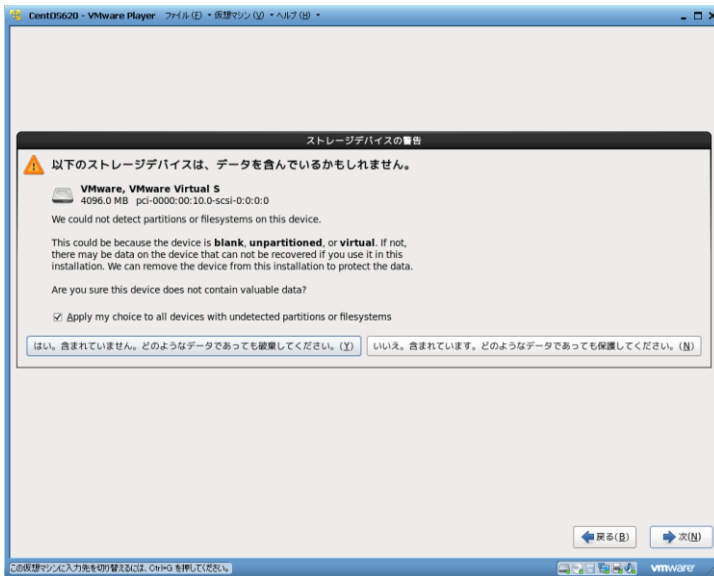 CentOS620 - VMware Player ファイル(F) ・ 仮想マシン(V) ・ ヘルプ(H) ・
ストレージデバイスの警告
以下のストレージデバイスは、データを含んでいるかもしれません。
VMware, VMware Virtual S
4096.0 MB pci-0000:00:10.0-scsi-0:0:0:0
We could not detect partitions or filesystems on this device.
This could be because the device is blank, unpartitioned, or virtual. If not,
there may be data on the device that can not be recovered if you use it in this
installation. We can remove the device from this installation to protect the data.
Are you sure this device does not contain valuable data?
Apply my choice to all devices with undetected partitions or filesystems
はい。含まれていません。どのようなデータであっても破棄してください。(Y) いいえ。含まれています。どのようなデータであっても保護してください。(N)
戻る(B) 次(N)
この仮想マシンに入力先を切り替えるには、Ctrl+G を押してください。 vmware